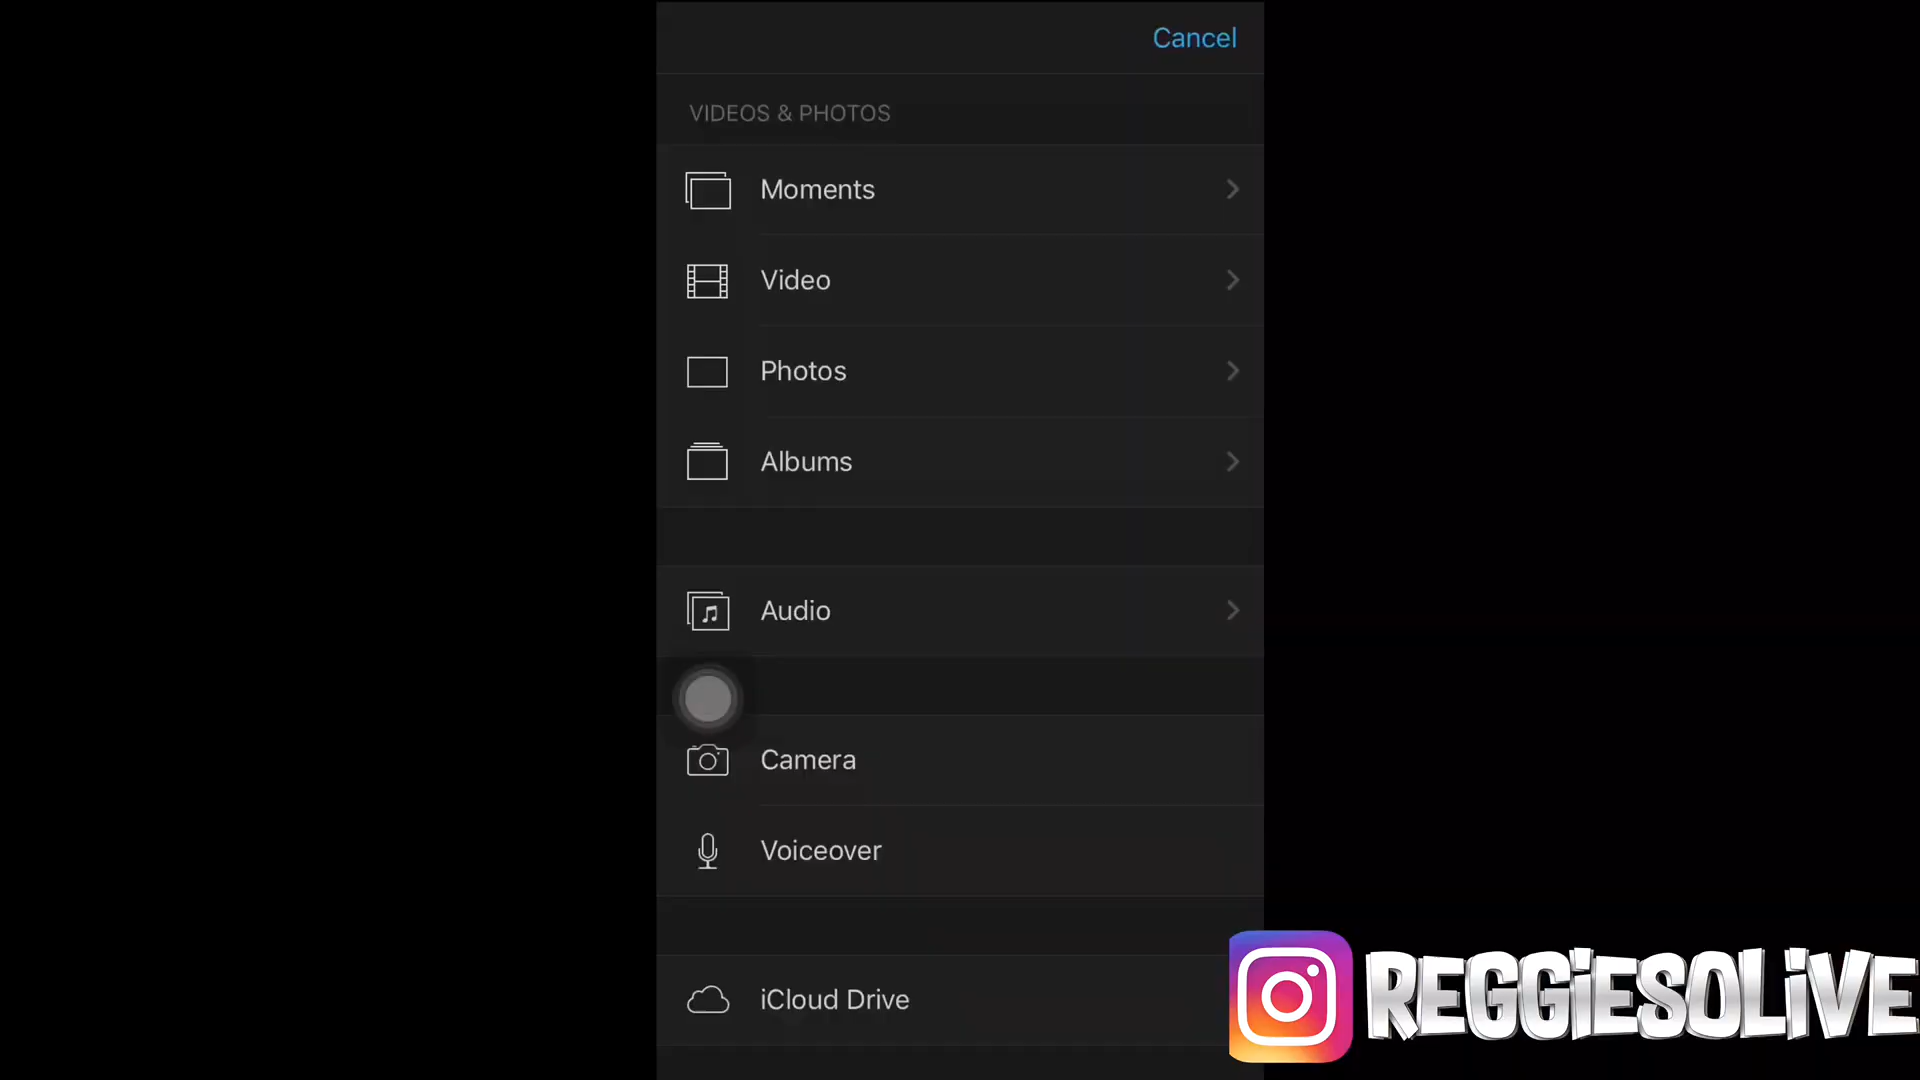 Cancel
VIDEOS & PHOTOS
Moments
Video
Photos
Albums
Audio
Camera
Voiceover
iCloud Drive
REGGiESOLiVE